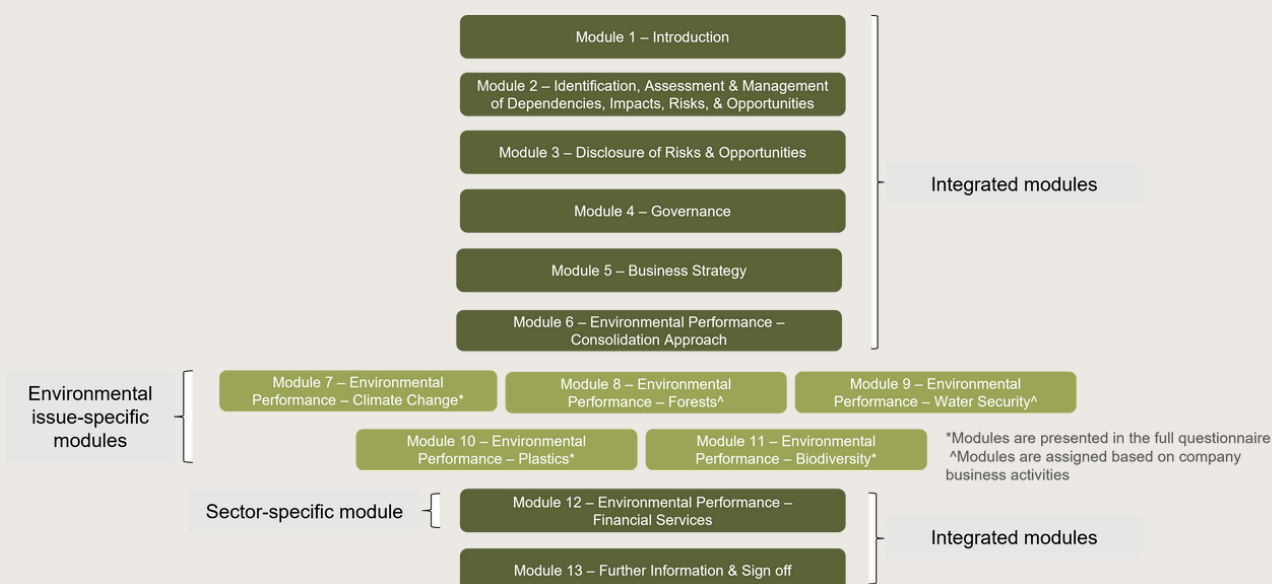 Module 1 – Introduction
Module 2 – Identification, Assessment & Management
of Dependencies, Impacts, Risks, & Opportunities
Module 3 – Disclosure of Risks & Opportunities
Integrated modules
Module 4 – Governance
Module 5 – Business Strategy
Module 6 – Environmental Performance –
Consolidation Approach
Environmental
issue-specific
modules
Module 7 – Environmental
Performance – Climate Change*
Module 8 – Environmental
Performance – Forests^
Module 9 – Environmental
Performance – Water Security^
Module 10 – Environmental
Performance – Plastics*
Module 11 – Environmental
Performance – Biodiversity*
*Modules are presented in the full questionnaire
^Modules are assigned based on company
business activities
Sector-specific module
Module 12 – Environmental Performance –
Financial Services
Integrated modules
Module 13 – Further Information & Sign off